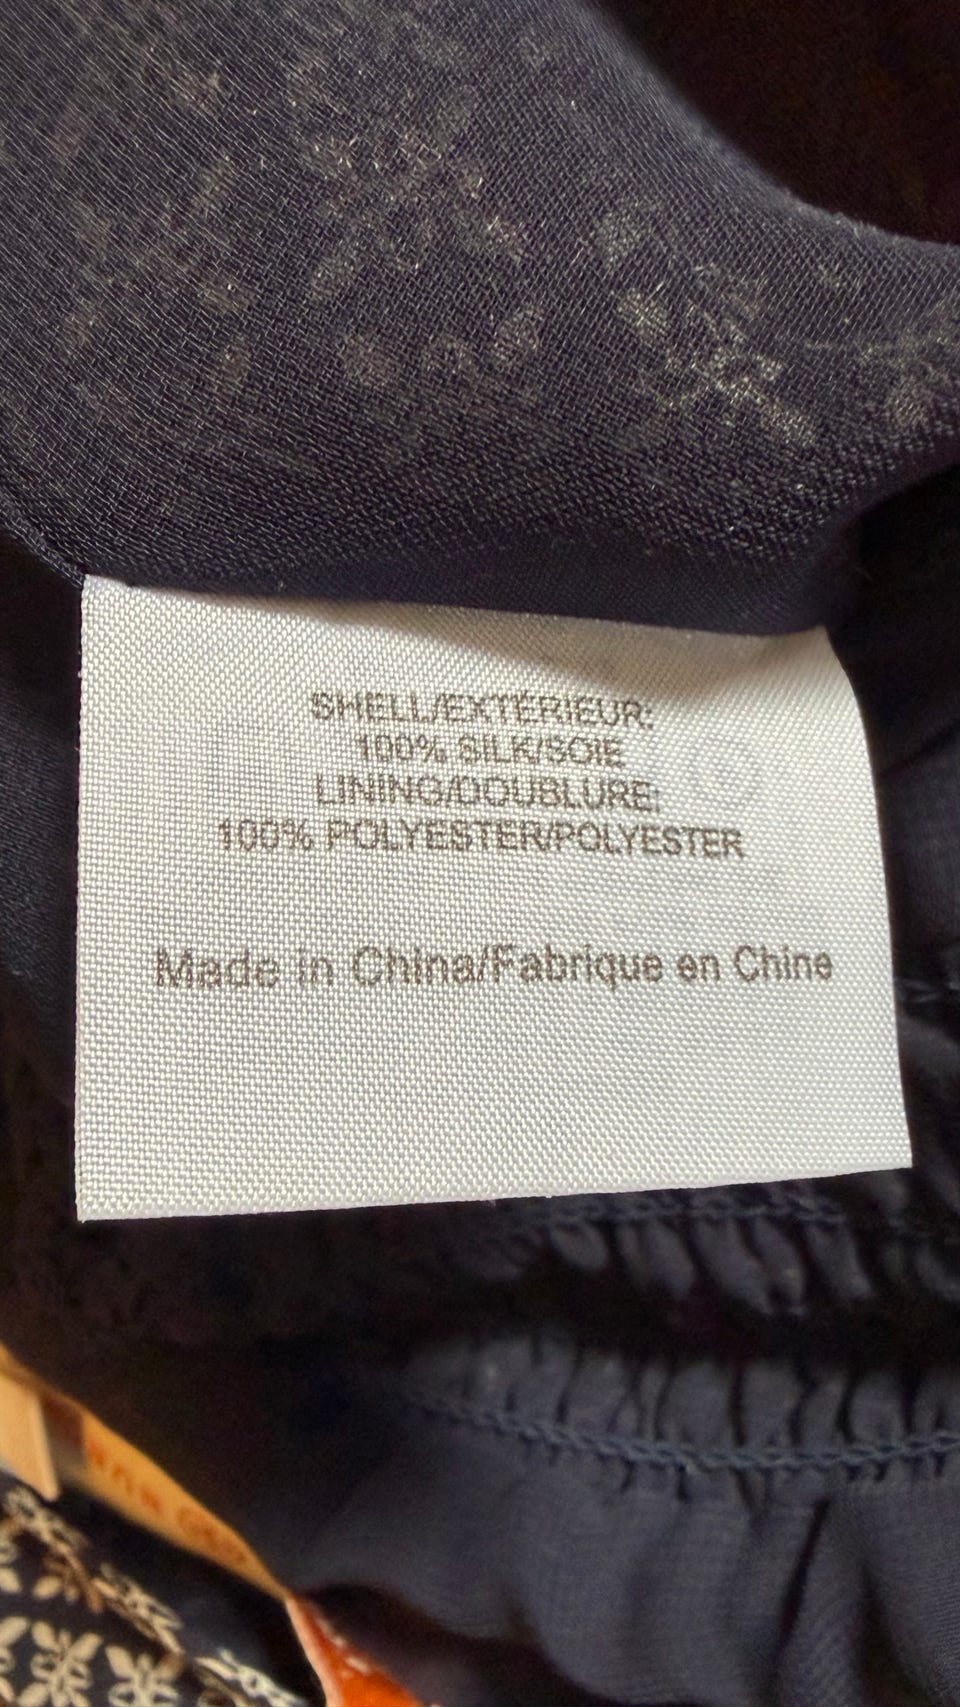 SHELL/EXTÉRIEUR:
100% SILK/SOIE
LINING/DOUBLURE:
100% POLYESTER/POLYESTER
Made in China/Fabrique en Chine